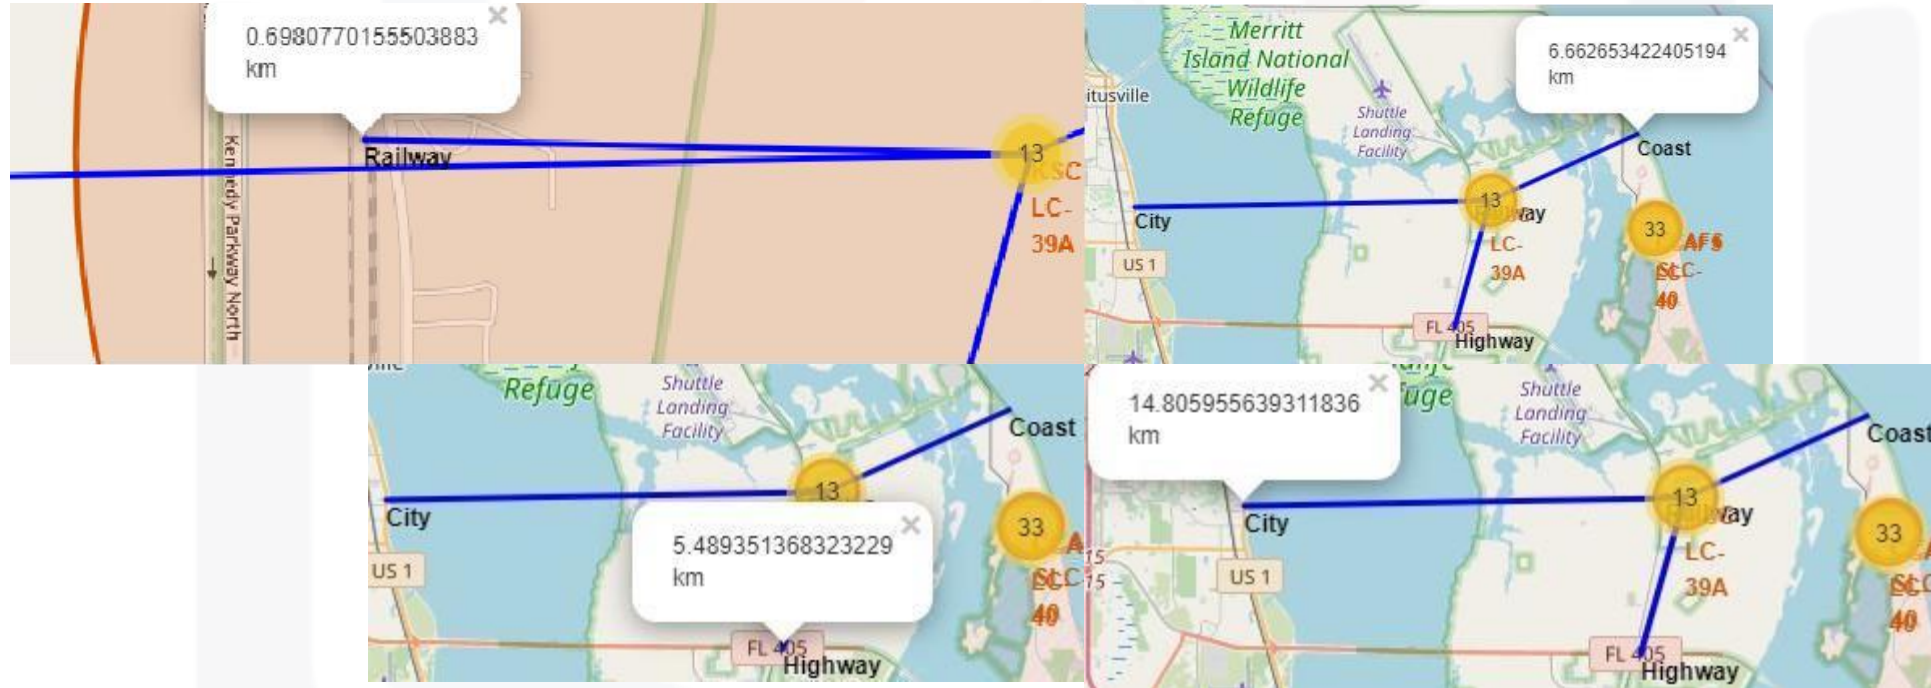 0.6980770155503883
km
Railway
Kennedy Parkway North
13
LC-
39A
Merritt
Island National
Wildlife
Refuge
itusville
Shuttle
Landing
Facility
6.662653422405194
km
Coast
13
City
LC-
39A
33
US 1
FL 405
Highway
Refuge
Shuttle
Landing
Facility
Coast
13
City
33
5.489351368323229
km
US 1
FL 405
Highway
14.805955639311836
km
Shuttle
Landing
Facility
Coast
13
City
LC-
39A
33
15
15
US 1
FL 405
Highway